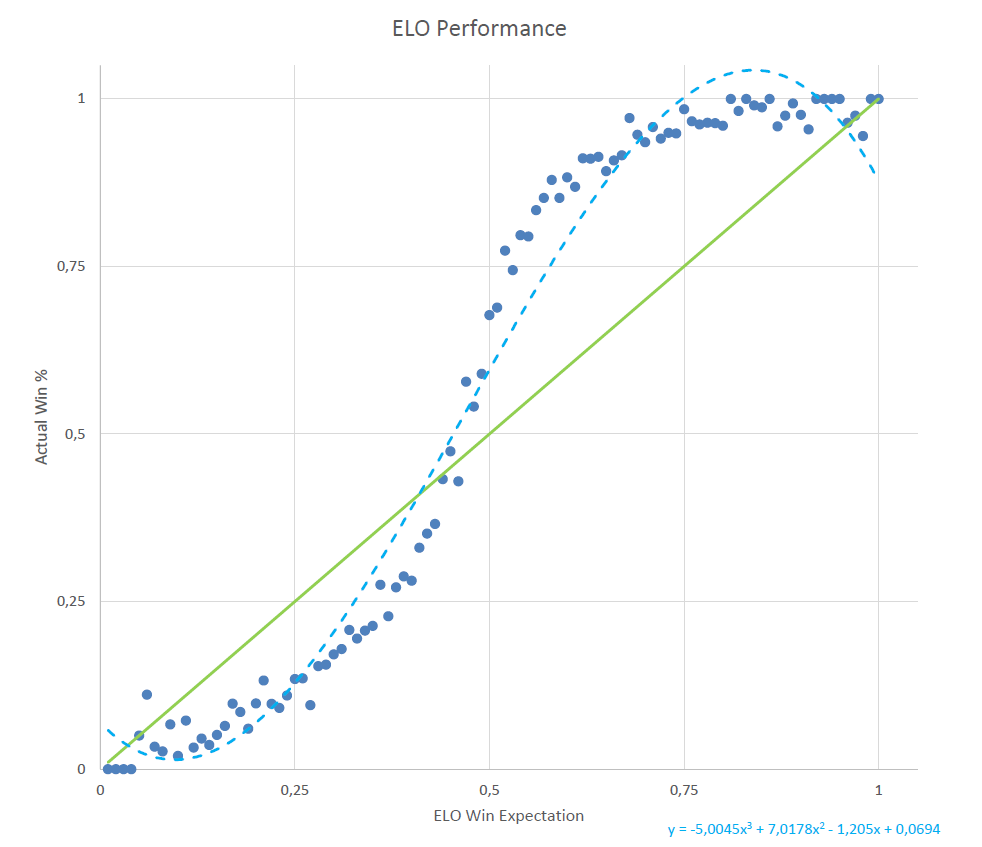 ELO Performance
1
0,75
0,5
0,25
0
Actual Win %
0 0,25 0,5 0,75 1
ELO Win Expectation
y = -5,0045x³ + 7,0178x² - 1,205x + 0,0694